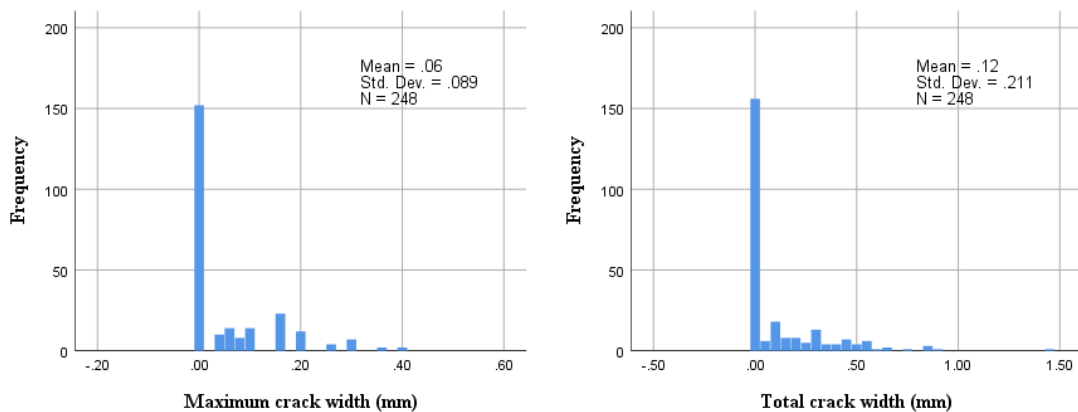 200
150
100
50
0
Frequency
Mean = .06
Std. Dev. = .089
N = 248
-.20
.00
.20
.40
.60
Maximum crack width (mm)
200
150
100
50
0
Frequency
Mean = .12
Std. Dev. = .211
N = 248
-.50
.00
.50
1.00
1.50
Total crack width (mm)